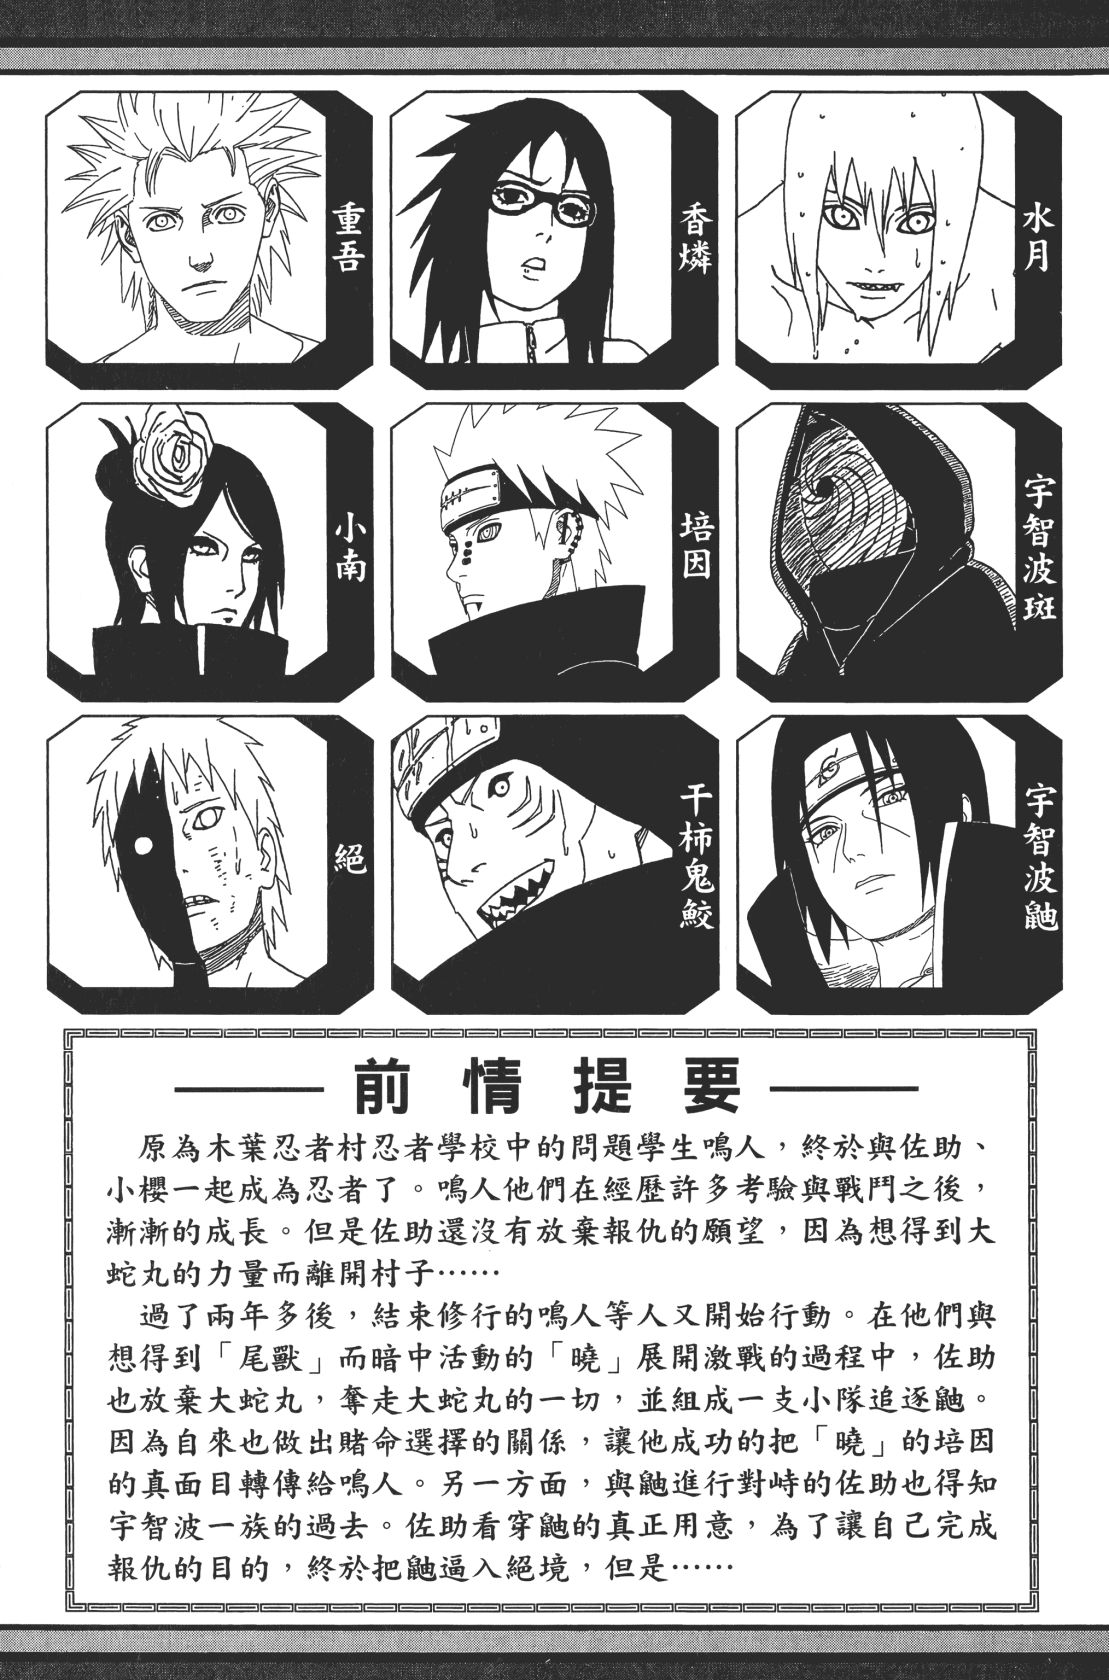 水月
香燐
重吾
宇智波斑
培因
小南
宇智波鼬
干柿鬼鮫
絕
前情提要
原為木葉忍者村忍者學校中的問題學生鳴人，終於與佐助、
小櫻一起成為忍者了。鳴人他們在經歷許多考驗與戰鬥之後，
漸漸的成長。但是佐助還沒有放棄報仇的願望，因為想得到大
蛇丸的力量而離開村子……
過了兩年多後，結束修行的鳴人等人又開始行動。在他們與
想得到「尾獸」而暗中活動的「曉」展開激戰的過程中，佐助
也放棄大蛇丸，奪走大蛇丸的一切，並組成一支小隊追逐鼬。
因為自來也做出賭命選擇的關係，讓他成功的把「曉」的培因
的真面目轉傳給鳴人。另一方面，與鼬進行對峙的佐助也得知
宇智波一族的過去。佐助看穿鼬的真正用意，為了讓自己完成
報仇的目的，終於把鼬逼入絕境，但是……